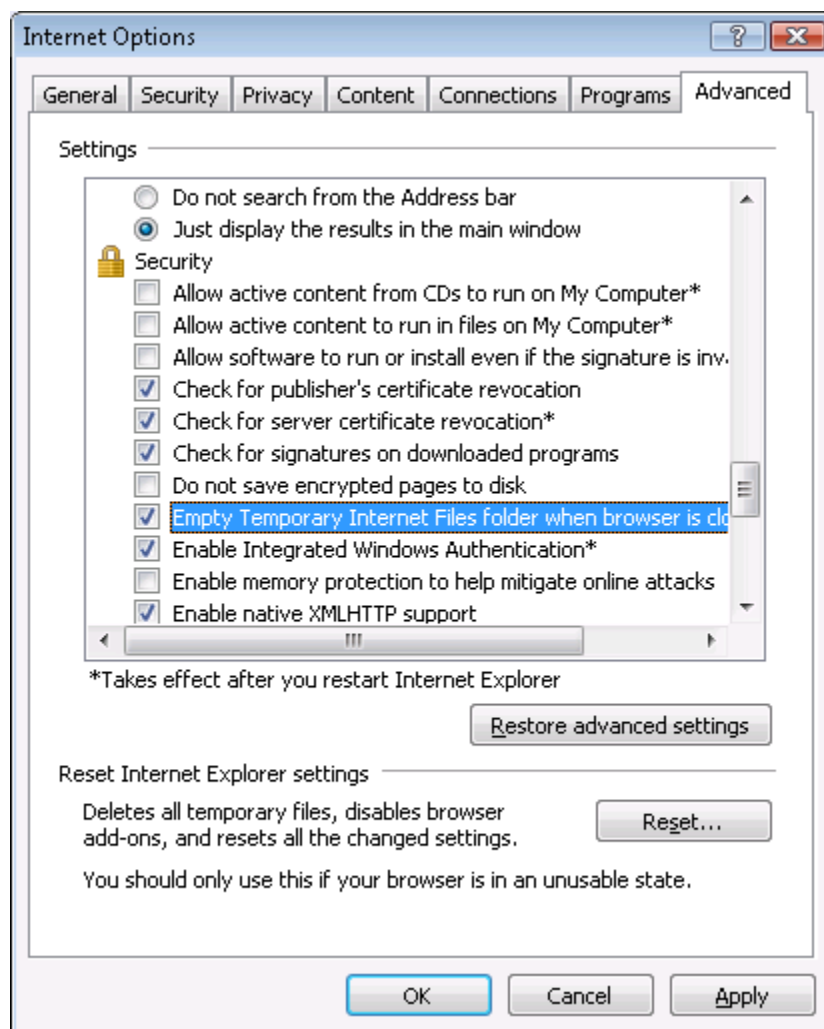 Internet Options
General Security Privacy Content Connections Programs Advanced
Settings
Do not search from the Address bar
Just display the results in the main window
Security
Allow active content from CDs to run on My Computer*
Allow active content to run in files on My Computer*
Allow software to run or install even if the signature is inv
Check for publisher's certificate revocation
Check for server certificate revocation*
Check for signatures on downloaded programs
Do not save encrypted pages to disk
Empty Temporary Internet Files folder when browser is clo
Enable Integrated Windows Authentication*
Enable memory protection to help mitigate online attacks
Enable native XMLHTTP support
*Takes effect after you restart Internet Explorer
Restore advanced settings
Reset Internet Explorer settings
Deletes all temporary files, disables browser
add-ons, and resets all the changed settings.
Reset...
You should only use this if your browser is in an unusable state.
OK Cancel Apply